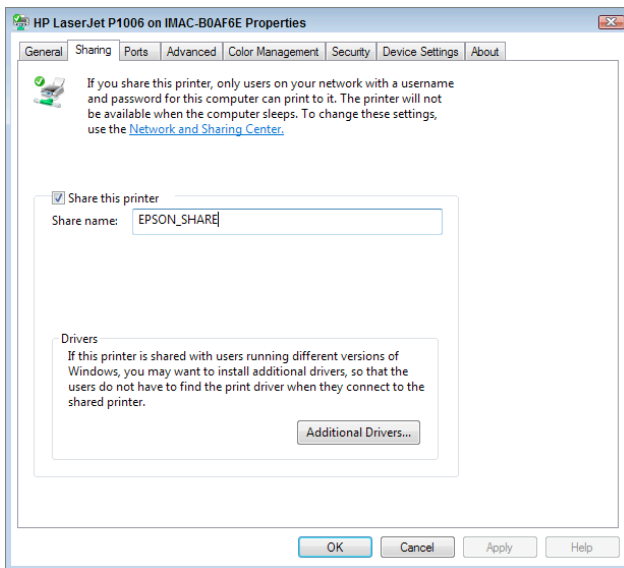 HP LaserJet P1006 on IMAC-B0AF6E Properties
General Sharing Ports Advanced Color Management Security Device Settings About
If you share this printer, only users on your network with a username
and password for this computer can print to it. The printer will not
be available when the computer sleeps. To change these settings,
use the Network and Sharing Center.
Share this printer
Share name: EPSON_SHARE
Drivers
If this printer is shared with users running different versions of
Windows, you may want to install additional drivers, so that the
users do not have to find the print driver when they connect to the
shared printer.
Additional Drivers...
OK Cancel Apply Help